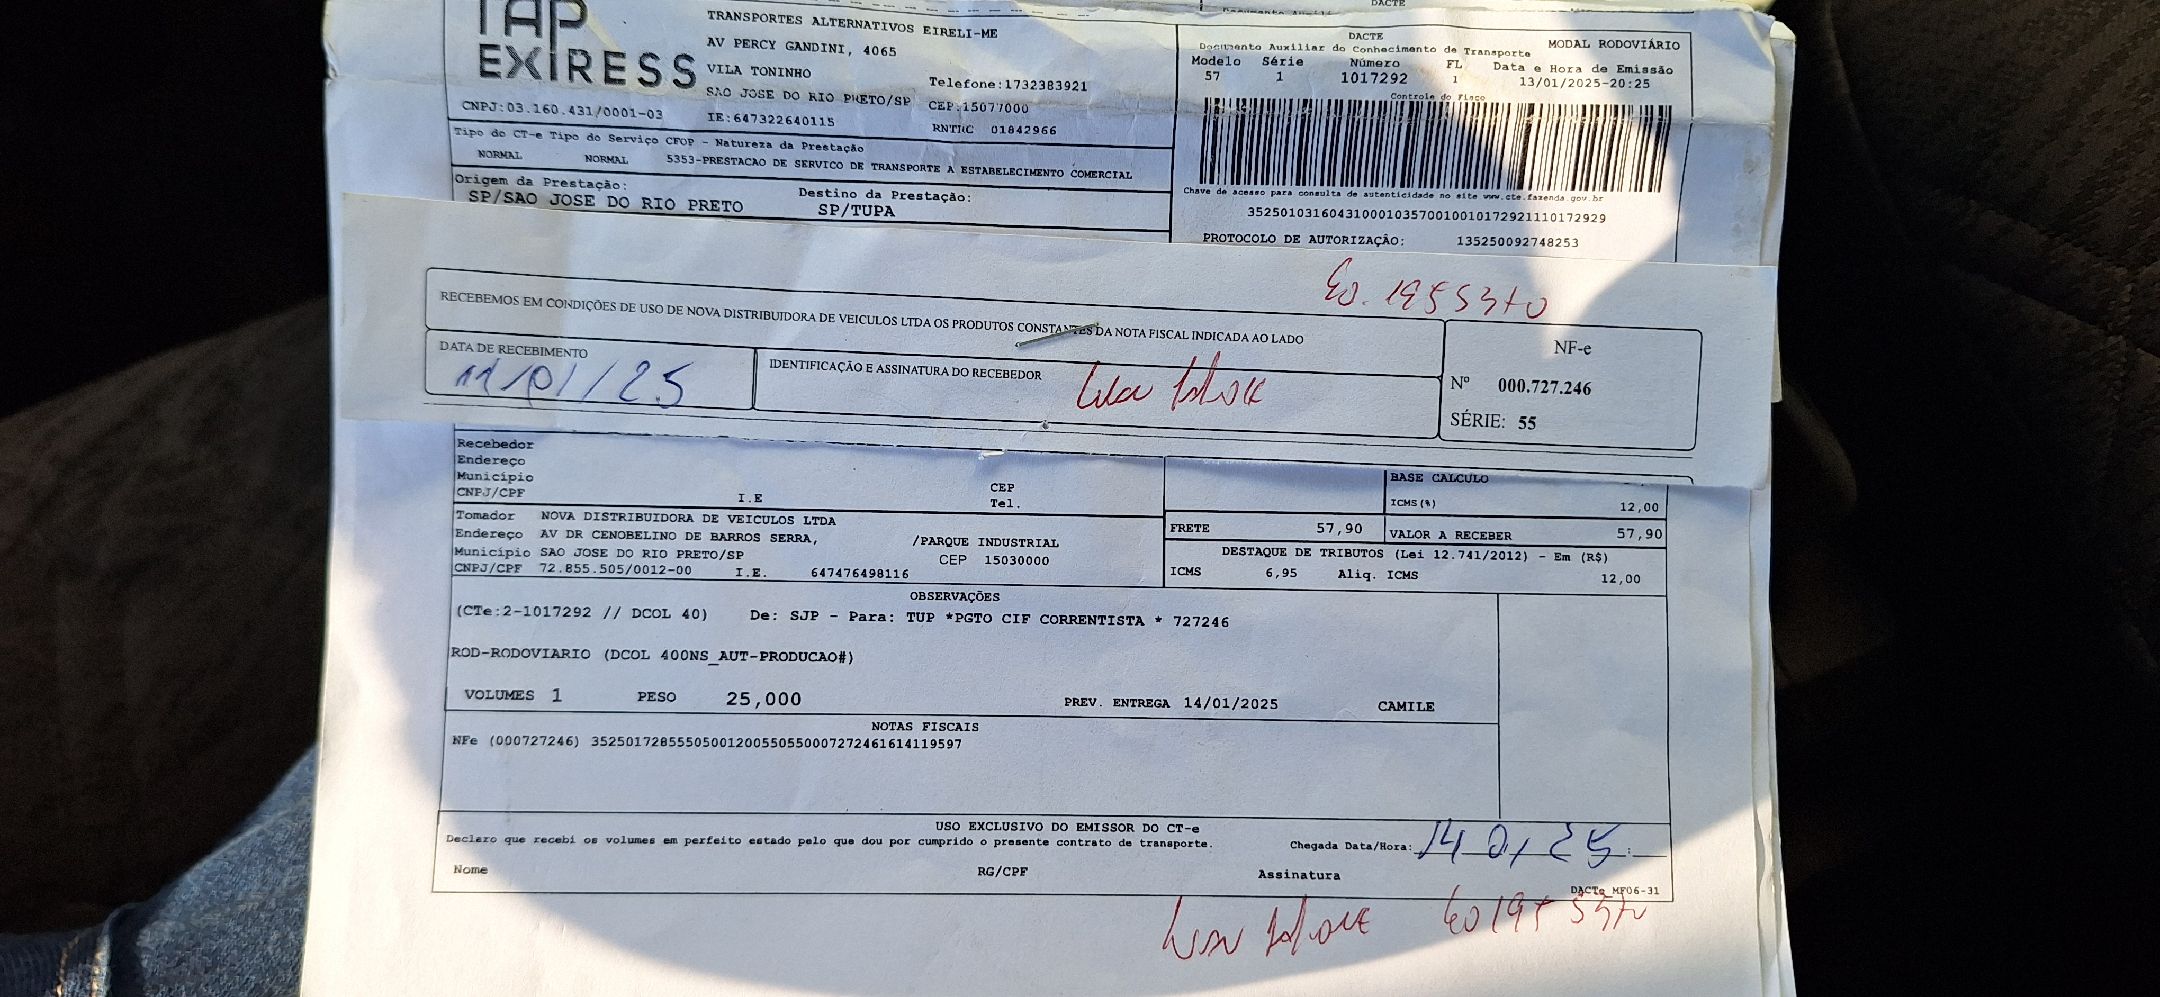 TAP
EXPRESS
TRANSPORTES ALTERNATIVOS EIRELI-ME
AV PERCY GANDINI, 4065
VILA TONINHO
Telefone:1732383921
SAO JOSE DO RIO PRETO/SP CEP:15077000
CNPJ:03.160.431/0001-03 IE:647322640115 RNTRC 01842966
DACTE
DACTE
Documento Auxiliar do Conhecimento de Transporte MODAL RODOVIÁRIO
Modelo Série Número FL Data e Hora de Emissão
57 1 1017292 1 13/01/2025-20:25
Controle do Fisco
Tipo do CT-e Tipo do Serviço CFOP - Natureza da Prestação
NORMAL NORMAL 5353-PRESTACAO DE SERVICO DE TRANSPORTE A ESTABELECIMENTO COMERCIAL
Origem da Prestação: Destino da Prestação:
SP/SAO JOSE DO RIO PRETO SP/TUPA
Chave de acesso para consulta de autenticidade no site www.cte.fazenda.gov.br
35250103160431000103570010010172921110172929
PROTOCOLO DE AUTORIZAÇÃO: 135250092748253
RECEBEMOS EM CONDIÇÕES DE USO DE NOVA DISTRIBUIDORA DE VEICULOS LTDA OS PRODUTOS CONSTANTES DA NOTA FISCAL INDICADA AO LADO
DATA DE RECEBIMENTO
11/01/25
IDENTIFICAÇÃO E ASSINATURA DO RECEBEDOR
NF-e
Nº 000.727.246
SÉRIE: 55
Recebedor
Endereço
Município CEP
CNPJ/CPF I.E Tel.
BASE CALCULO
ICMS(%) 12,00
Tomador NOVA DISTRIBUIDORA DE VEICULOS LTDA
Endereço AV DR CENOBELINO DE BARROS SERRA, /PARQUE INDUSTRIAL
Município SAO JOSE DO RIO PRETO/SP CEP 15030000
CNPJ/CPF 72.855.505/0012-00 I.E. 647476498116
FRETE 57,90 VALOR A RECEBER 57,90
DESTAQUE DE TRIBUTOS (Lei 12.741/2012) - Em (R$)
ICMS 6,95 Aliq. ICMS 12,00
OBSERVAÇÕES
(CTe:2-1017292 // DCOL 40) De: SJP - Para: TUP *PGTO CIF CORRENTISTA * 727246
ROD-RODOVIARIO (DCOL 400NS_AUT-PRODUCAO#)
VOLUMES 1 PESO 25,000 PREV. ENTREGA 14/01/2025 CAMILE
NOTAS FISCAIS
NFe (000727246) 35250172855505001200550550007272461614119597
USO EXCLUSIVO DO EMISSOR DO CT-e
Declaro que recebi os volumes em perfeito estado pelo que dou por cumprido o presente contrato de transporte.
Chegada Data/Hora: 14 01 25
Nome RG/CPF Assinatura
DACTe_MF06-31